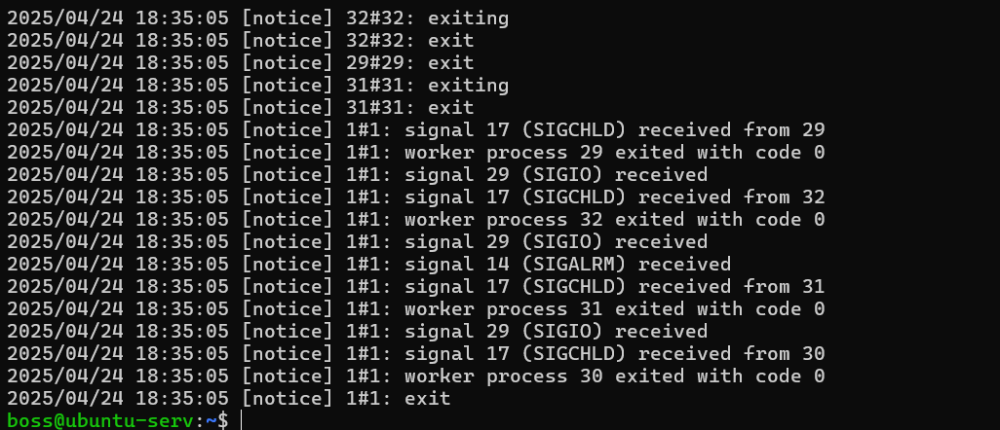 2025/04/24 18:35:05 [notice] 32#32: exiting
2025/04/24 18:35:05 [notice] 32#32: exit
2025/04/24 18:35:05 [notice] 29#29: exit
2025/04/24 18:35:05 [notice] 31#31: exiting
2025/04/24 18:35:05 [notice] 31#31: exit
2025/04/24 18:35:05 [notice] 1#1: signal 17 (SIGCHLD) received from 29
2025/04/24 18:35:05 [notice] 1#1: worker process 29 exited with code 0
2025/04/24 18:35:05 [notice] 1#1: signal 29 (SIGIO) received
2025/04/24 18:35:05 [notice] 1#1: signal 17 (SIGCHLD) received from 32
2025/04/24 18:35:05 [notice] 1#1: worker process 32 exited with code 0
2025/04/24 18:35:05 [notice] 1#1: signal 29 (SIGIO) received
2025/04/24 18:35:05 [notice] 1#1: signal 14 (SIGALRM) received
2025/04/24 18:35:05 [notice] 1#1: signal 17 (SIGCHLD) received from 31
2025/04/24 18:35:05 [notice] 1#1: worker process 31 exited with code 0
2025/04/24 18:35:05 [notice] 1#1: signal 29 (SIGIO) received
2025/04/24 18:35:05 [notice] 1#1: signal 17 (SIGCHLD) received from 30
2025/04/24 18:35:05 [notice] 1#1: worker process 30 exited with code 0
2025/04/24 18:35:05 [notice] 1#1: exit
boss@ubuntu-serv:~$